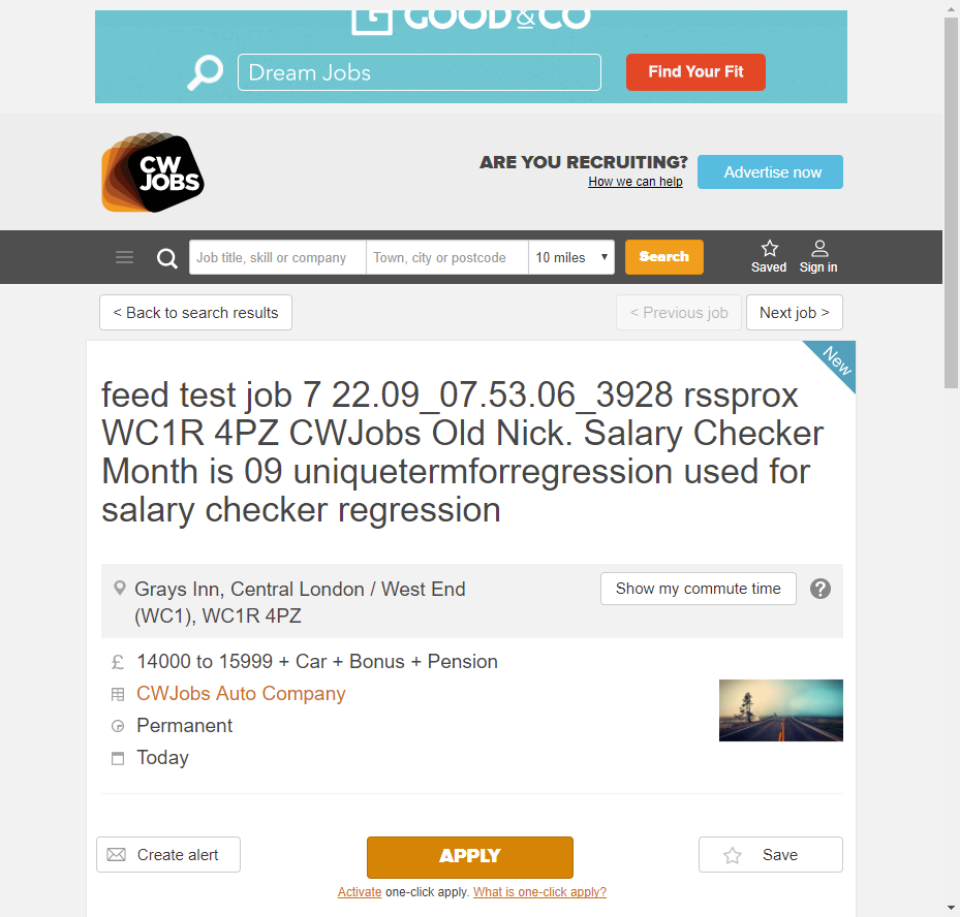 GOOD&CO
Dream Jobs
Find Your Fit
CW
JOBS
ARE YOU RECRUITING?
How we can help
Advertise now
Job title, skill or company
Town, city or postcode
10 miles
Search
Saved
Sign in
< Back to search results
< Previous job
Next job >
New
feed test job 7 22.09_07.53.06_3928 rssprox
WC1R 4PZ CWJobs Old Nick. Salary Checker
Month is 09 uniquetermforregression used for
salary checker regression
Grays Inn, Central London / West End
(WC1), WC1R 4PZ
Show my commute time
?
£ 14000 to 15999 + Car + Bonus + Pension
CWJobs Auto Company
Permanent
Today
Create alert
APPLY
Save
Activate one-click apply. What is one-click apply?